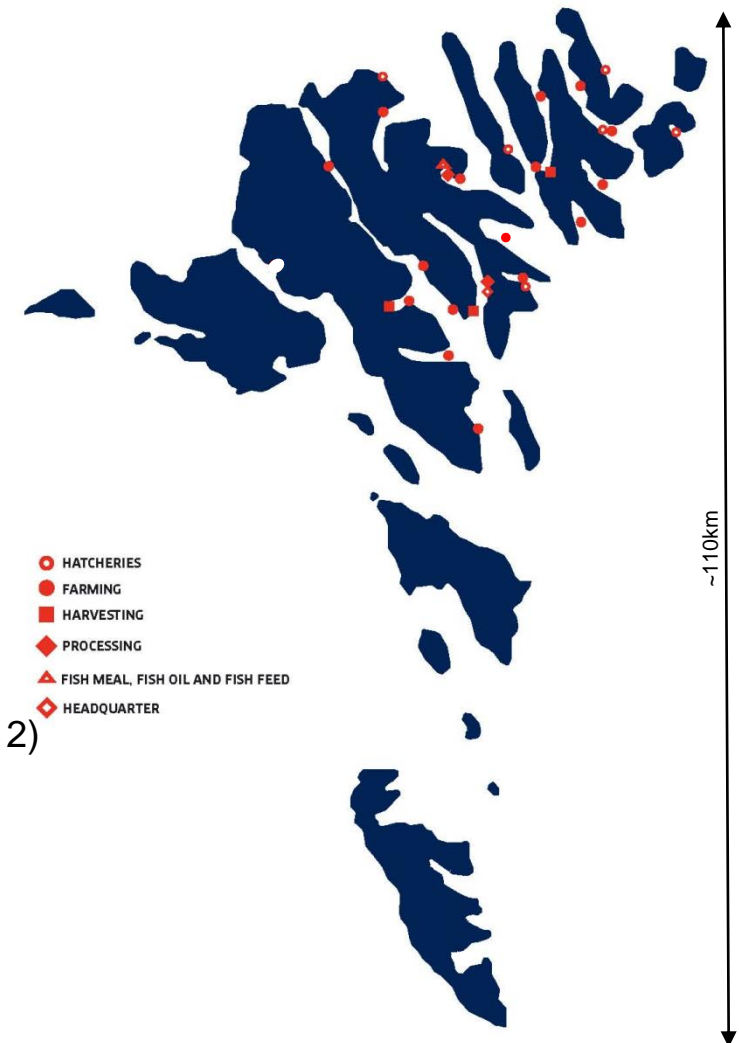 ~110km
HATCHERIES
FARMING
HARVESTING
PROCESSING
FISH MEAL, FISH OIL AND FISH FEED
HEADQUARTER
2)